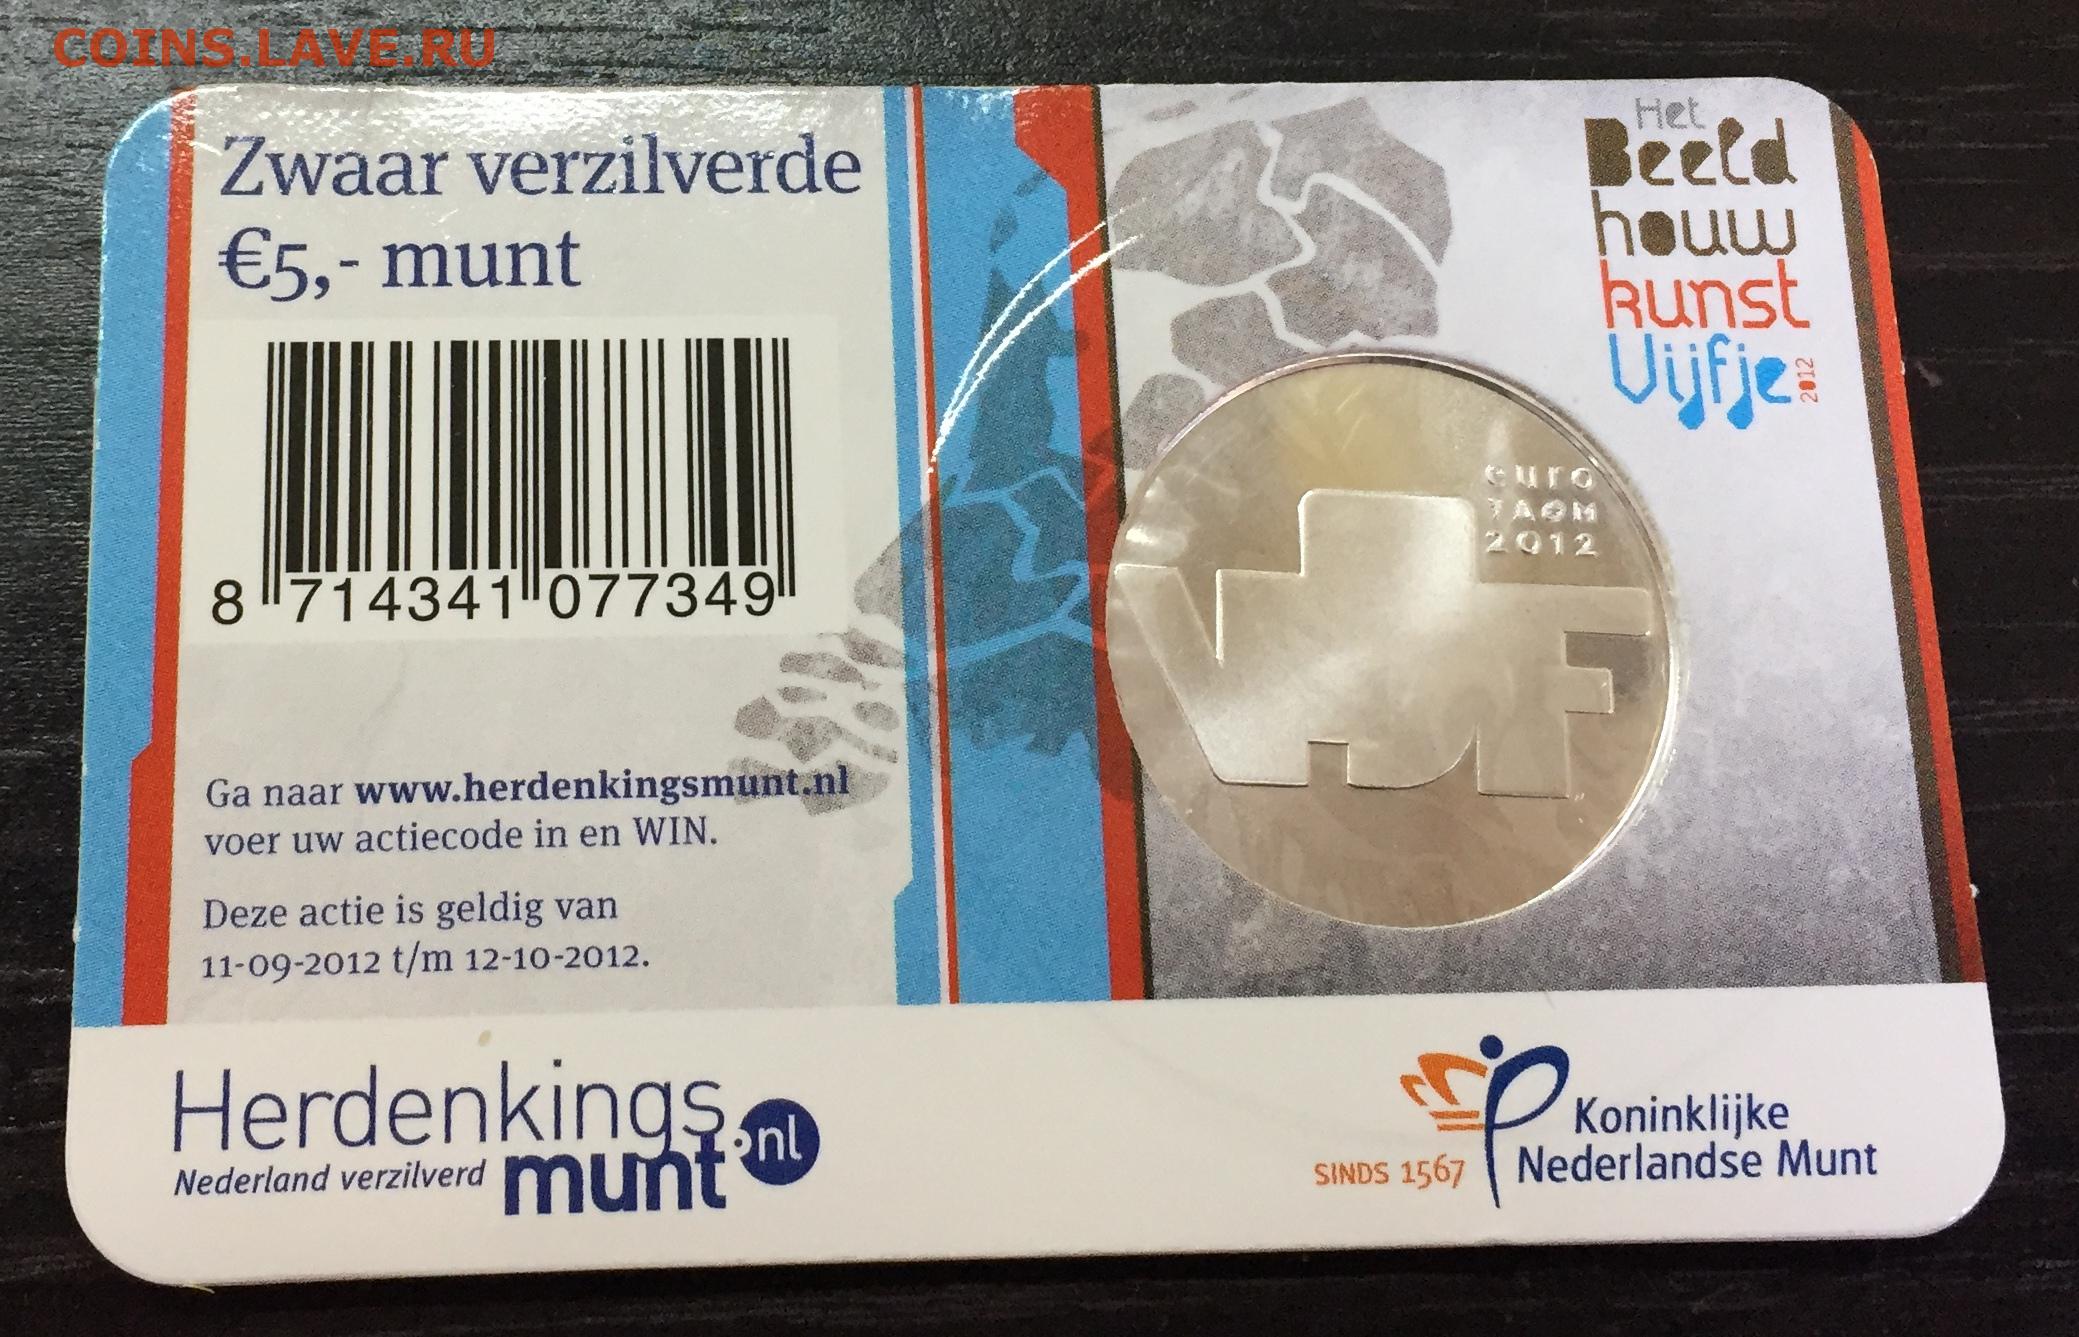 COINS.LAVE.RU
Zwaar verzilverde
€5,- munt
8 714341 077349
Ga naar www.herdenkingsmunt.nl
voer uw actiecode in en WIN.
Deze actie is geldig van
11-09-2012 t/m 12-10-2012.
Het
Beeld
houw
kunst
Vijfje 2012
euro
2012
VIJF
Herdenkings
munt.nl
Nederland verzilverd
Koninklijke
Nederlandse Munt
SINDS 1567